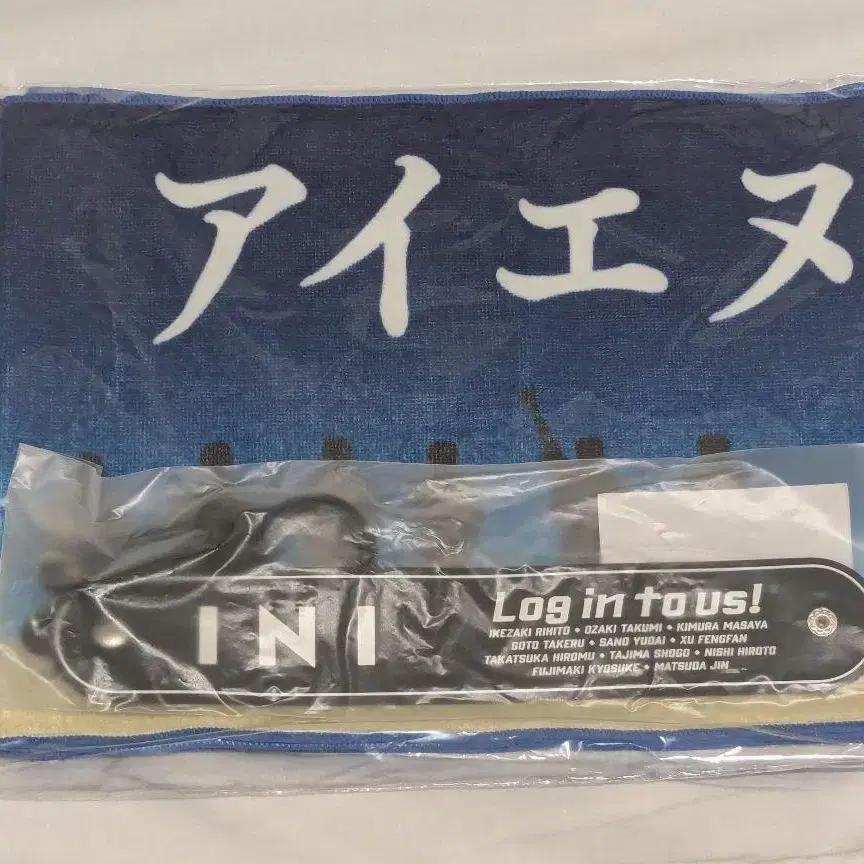 アイエヌ
INI
Log in to us!
IKEZAKI RIHITO • OZAKI TAKUMI • KIMURA MASAYA
GOTO TAKERU • SANO YUDAI • XU FENGFAN
TAKATSUKA HIROMU • TAJIMA SHOGO • NISHI HIROTO
FUJIMAKI KYOSUKE • MATSUDA JIN